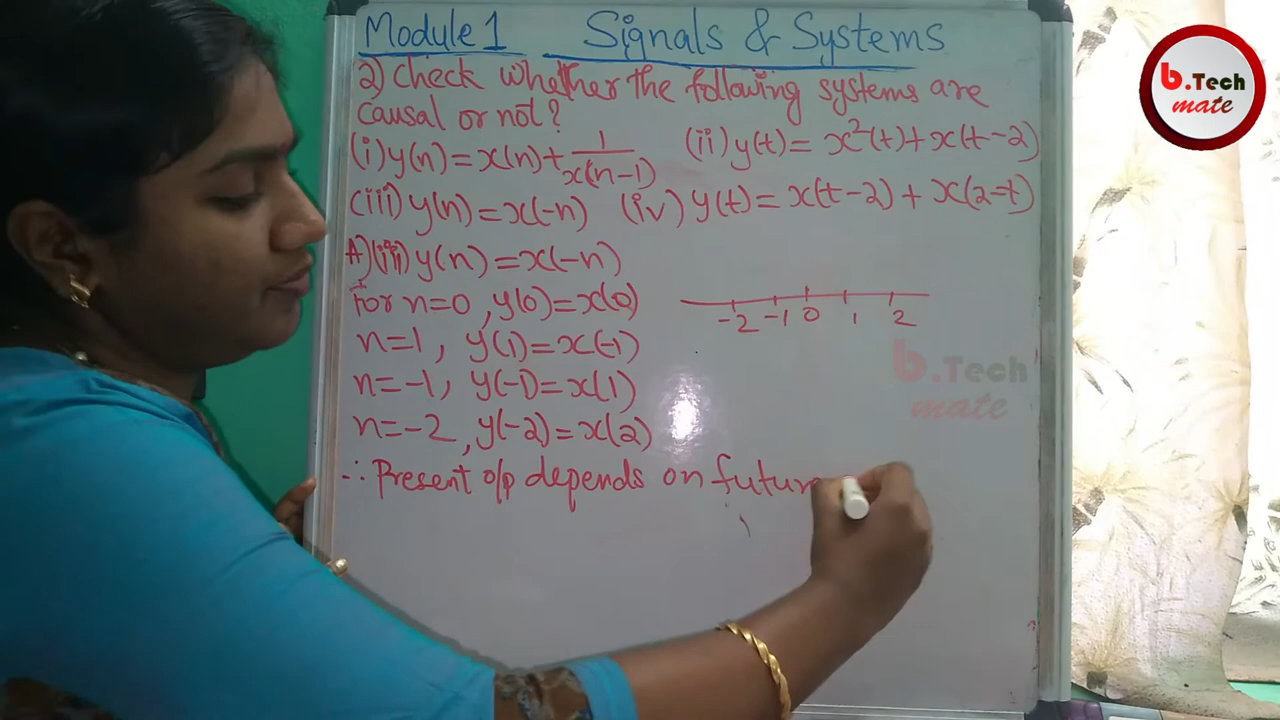 Module 1 Signals & Systems
2) Check whether the following systems are
causal or not?
(i) y(n) = x(n) + 1/x(n-1) (ii) y(t) = x²(t) + x(t-2)
(iii) y(n) = x(-n) (iv) y(t) = x(t-2) + x(2-t)
A) (iii) y(n) = x(-n)
For n=0, y(0) = x(0)
n=1, y(1) = x(-1)
n=-1, y(-1) = x(1)
n=-2, y(-2) = x(2)
∴ Present o/p depends on futur
-2 -1 0 1 2
b.Tech
mate
b.Tech
mate